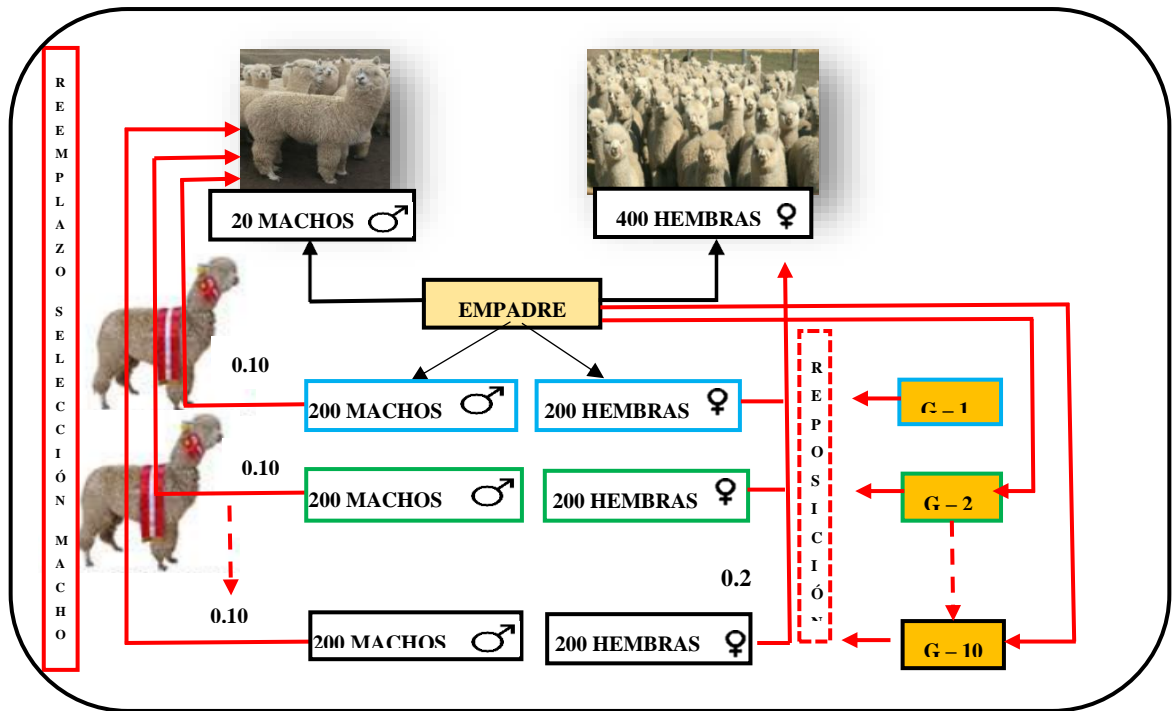 REEMPLAZO SELECCIÓN MACHO
20 MACHOS ♂
400 HEMBRAS ♀
EMPADRE
0.10
200 MACHOS ♂
200 HEMBRAS ♀
G – 1
0.10
200 MACHOS ♂
200 HEMBRAS ♀
G – 2
REPOSICIÓN
0.2
0.10
200 MACHOS ♂
200 HEMBRAS ♀
G – 10